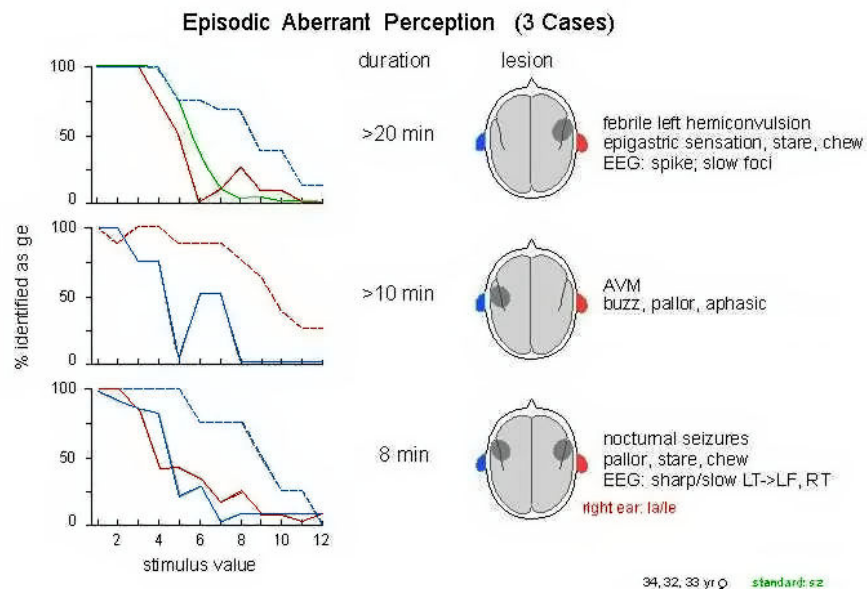 Episodic Aberrant Perception (3 Cases)
duration
lesion
% identified as ge
100
50
0
>20 min
febrile left hemiconvulsion
epigastric sensation, stare, chew
EEG: spike; slow foci
100
50
0
>10 min
AVM
buzz, pallor, aphasic
100
50
0
8 min
nocturnal seizures
pallor, stare, chew
EEG: sharp/slow LT->LF, RT
right ear: la/le
2 4 6 8 10 12
stimulus value
34, 32, 33 yr ♀ standard: sz